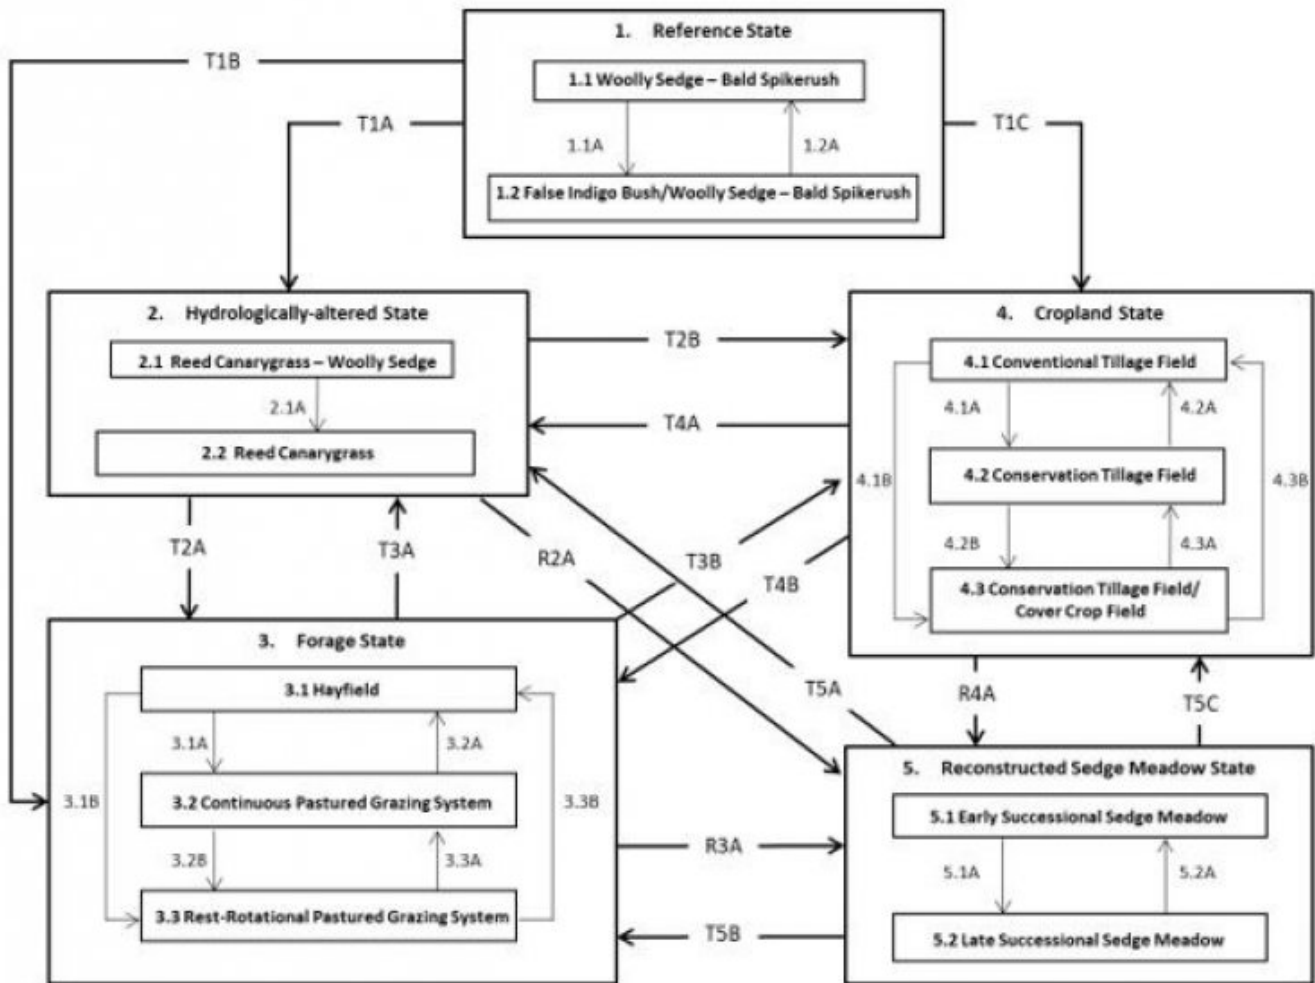 1. Reference State
T1B
1.1 Woolly Sedge – Bald Spikerush
T1A
T1C
1.1A
1.2A
1.2 False Indigo Bush/Woolly Sedge – Bald Spikerush
2. Hydrologically-altered State
2.1 Reed Canarygrass – Woolly Sedge
2.1A
2.2 Reed Canarygrass
T2B
T4A
4. Cropland State
4.1 Conventional Tillage Field
4.1A
4.2A
4.2 Conservation Tillage Field
4.1B
4.3B
4.2B
4.3A
4.3 Conservation Tillage Field/
Cover Crop Field
T2A
T3A
R2A
T3B
T4B
T5A
R4A
T5C
3. Forage State
3.1 Hayfield
3.1A
3.2A
3.1B
3.2 Continuous Pastured Grazing System
3.3B
3.2B
3.3A
3.3 Rest-Rotational Pastured Grazing System
R3A
T5B
5. Reconstructed Sedge Meadow State
5.1 Early Successional Sedge Meadow
5.1A
5.2A
5.2 Late Successional Sedge Meadow